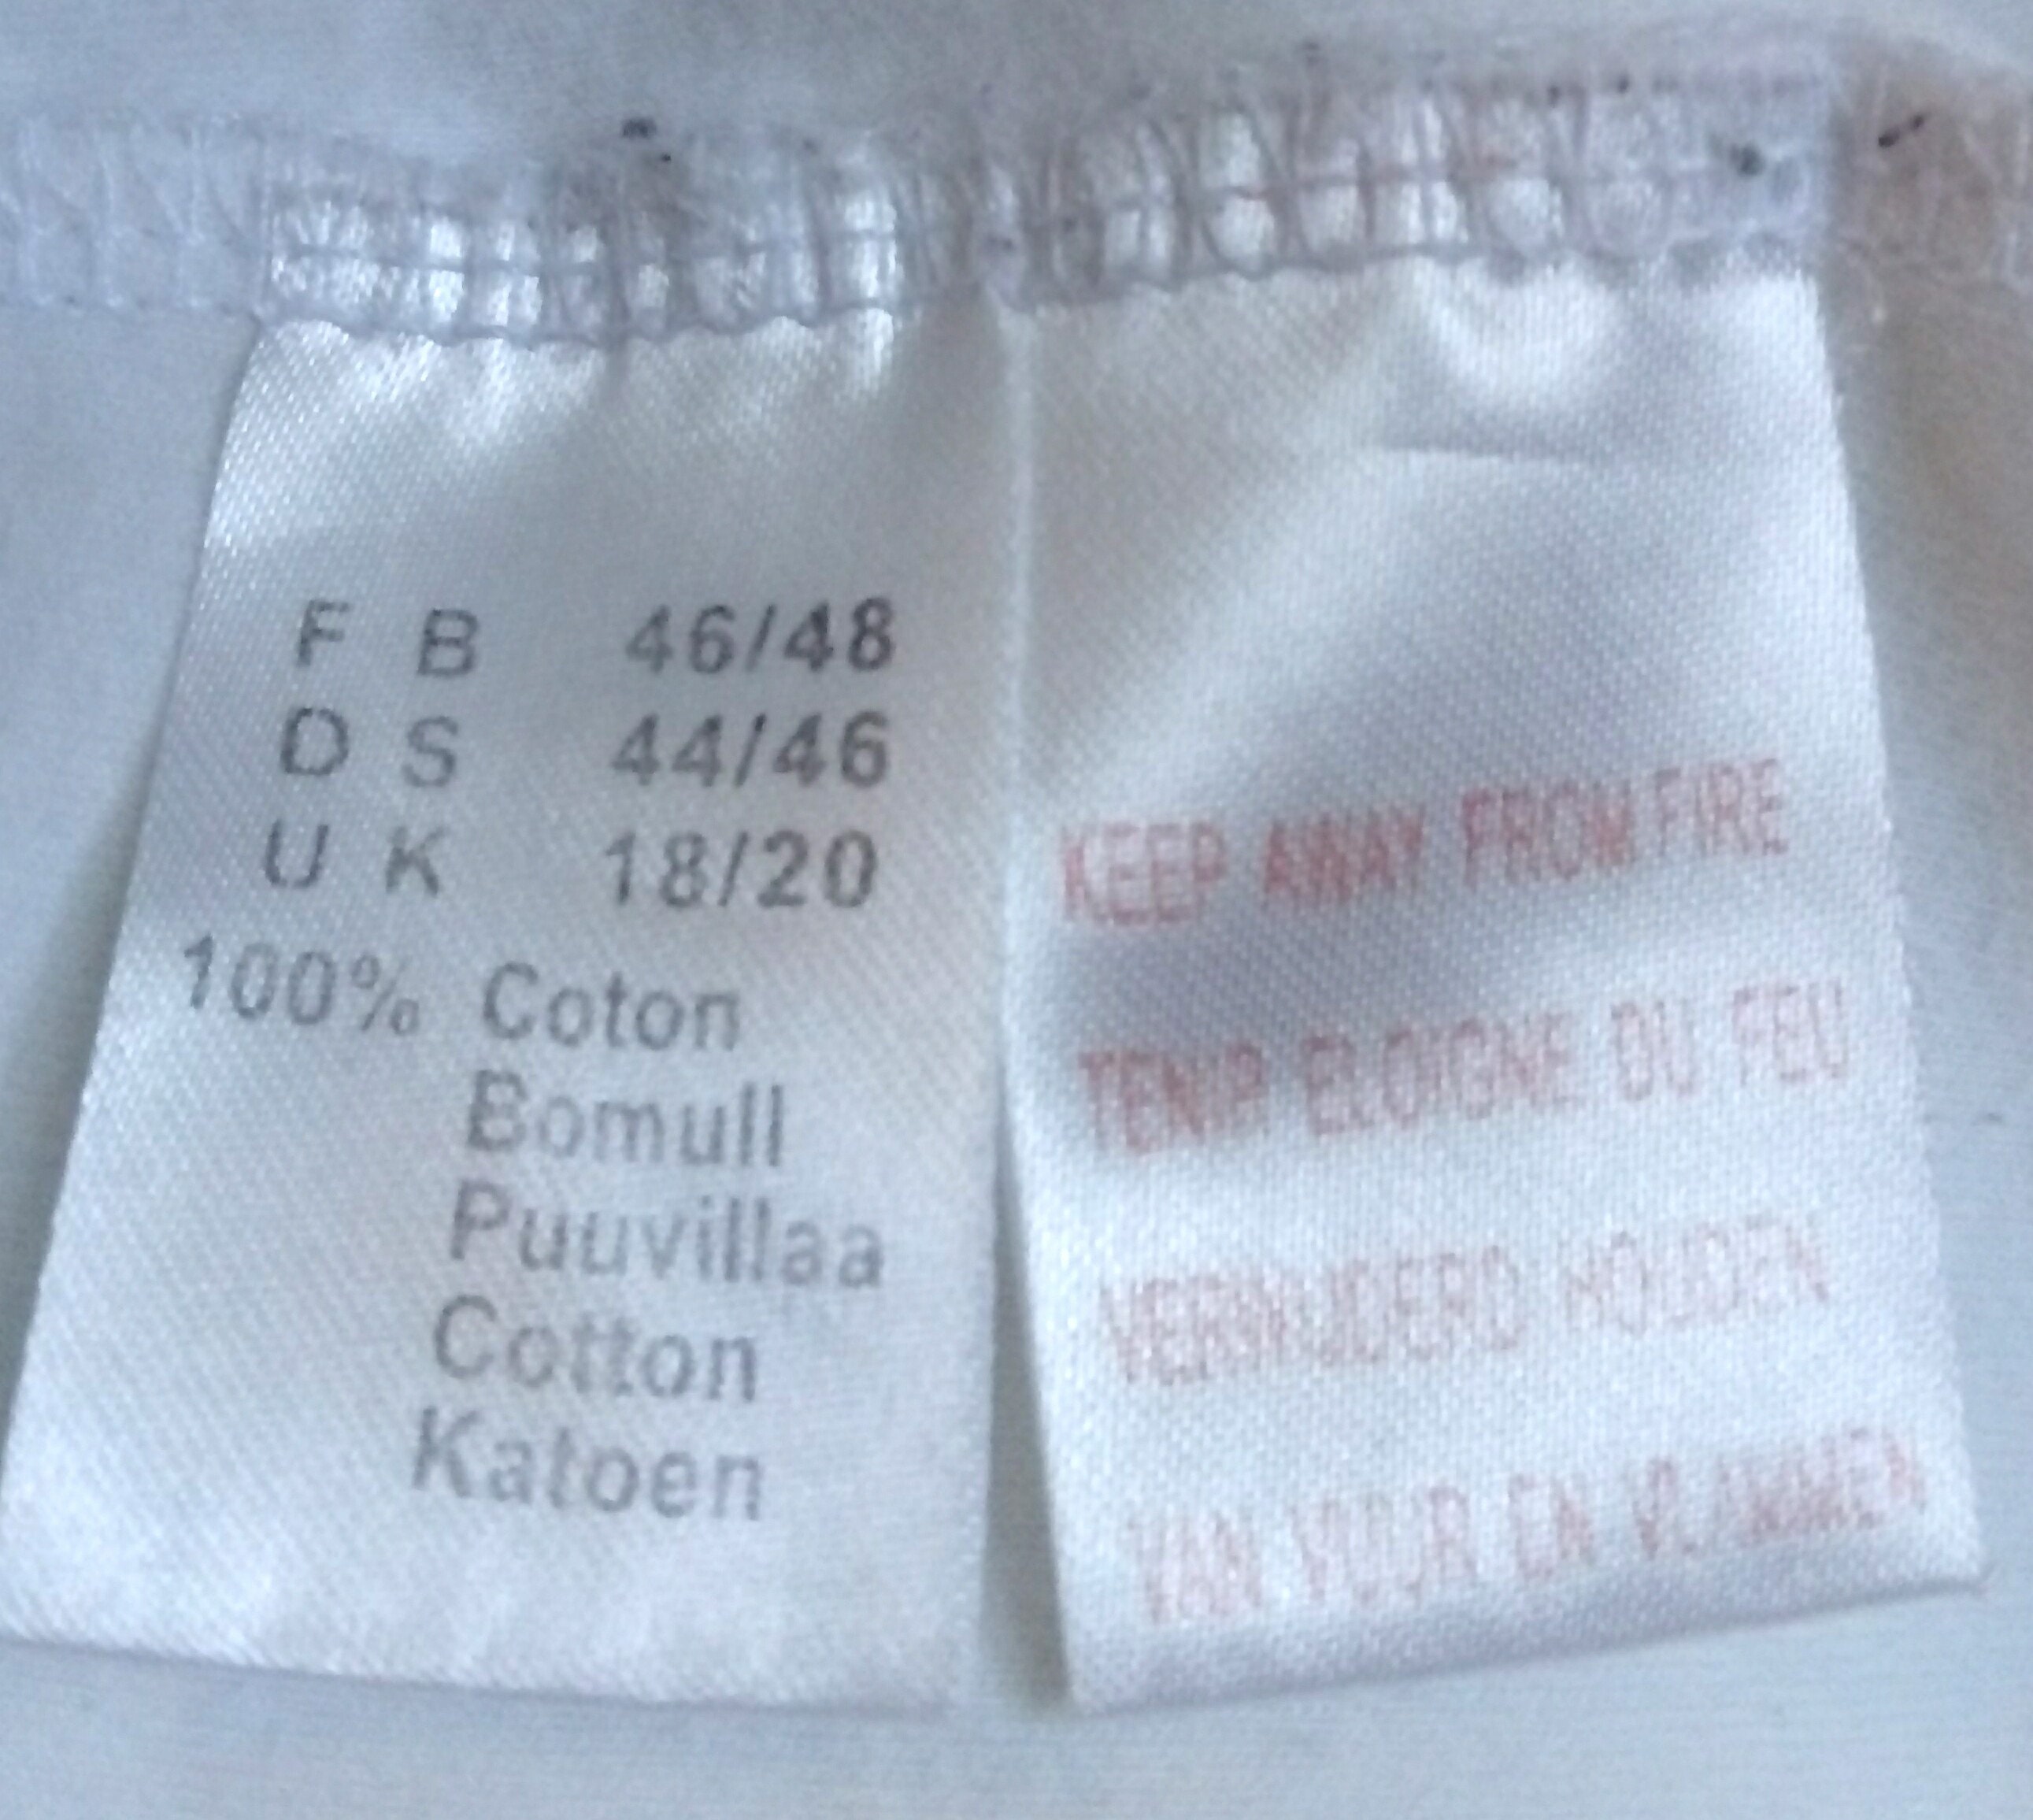 F B 46/48
D S 44/46
U K 18/20
100% Coton
Bomull
Puuvillaa
Cotton
Katoen
KEEP AWAY FROM FIRE
TENIR ELOIGNE DU FEU
VERWIJDERD HOUDEN
VAN VUUR EN VLAMMEN